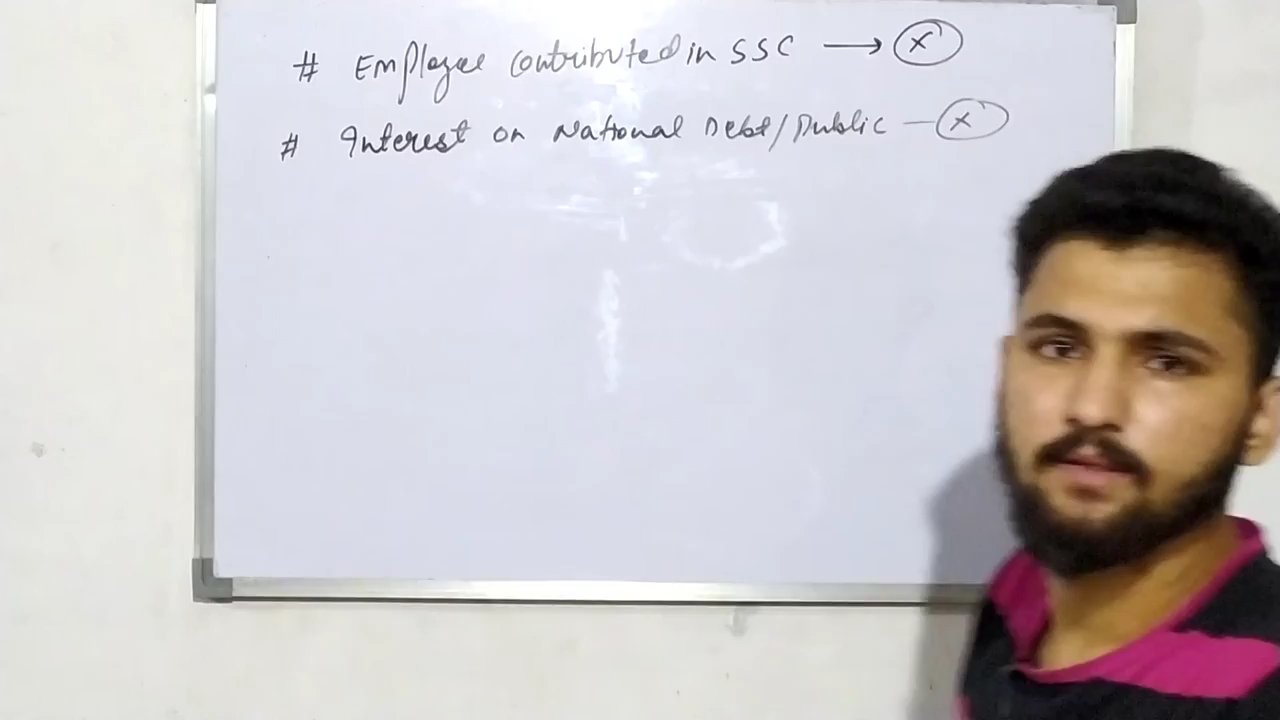 # Employee contributed in SSC → X
# Interest on National Debt/Public — X